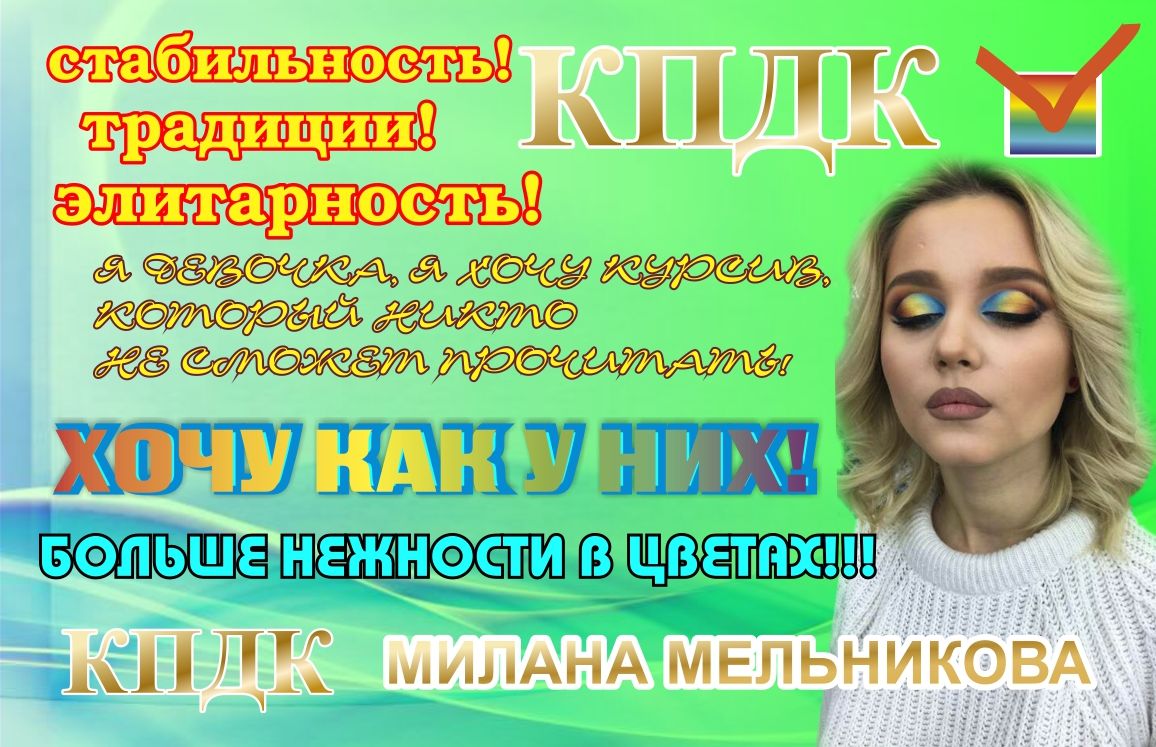 стабильность!
традиции!
элитарность!
КПДК
Я ДЕВОЧКА, Я ХОЧУ КУРСИВ,
КОТОРЫЙ НИКТО
НЕ СМОЖЕТ ПРОЧИТАТЬ!
ХОЧУ КАК У НИХ!
БОЛЬШЕ НЕЖНОСТИ В ЦВЕТАХ!!!
КПДК МИЛАНА МЕЛЬНИКОВА